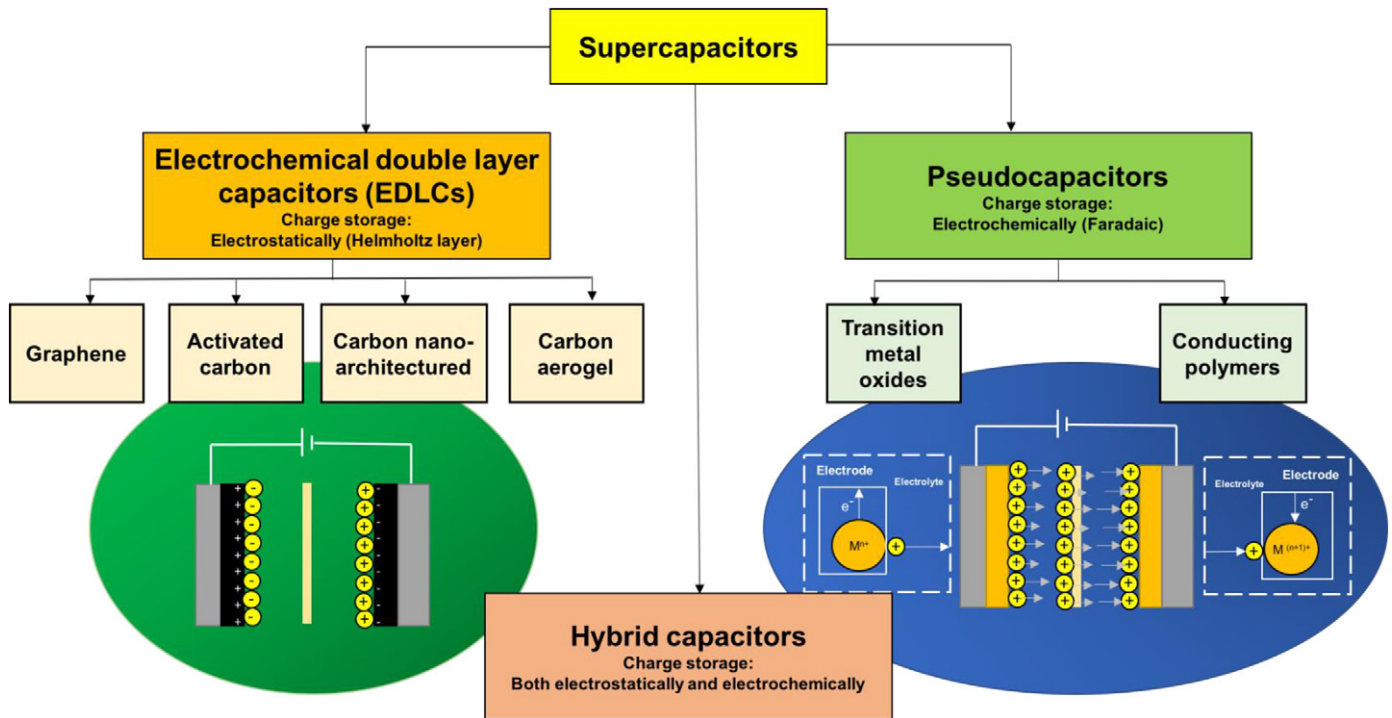 Supercapacitors
Electrochemical double layer
capacitors (EDLCs)
Charge storage:
Electrostatically (Helmholtz layer)
Pseudocapacitors
Charge storage:
Electrochemically (Faradaic)
Graphene
Activated
carbon
Carbon nano-
architectured
Carbon
aerogel
Transition
metal
oxides
Conducting
polymers
Electrode
Electrolyte
e⁻
Mⁿ⁺
+
Electrode
Electrolyte
e⁻
M ⁽ⁿ⁺¹⁾⁺
+
Hybrid capacitors
Charge storage:
Both electrostatically and electrochemically